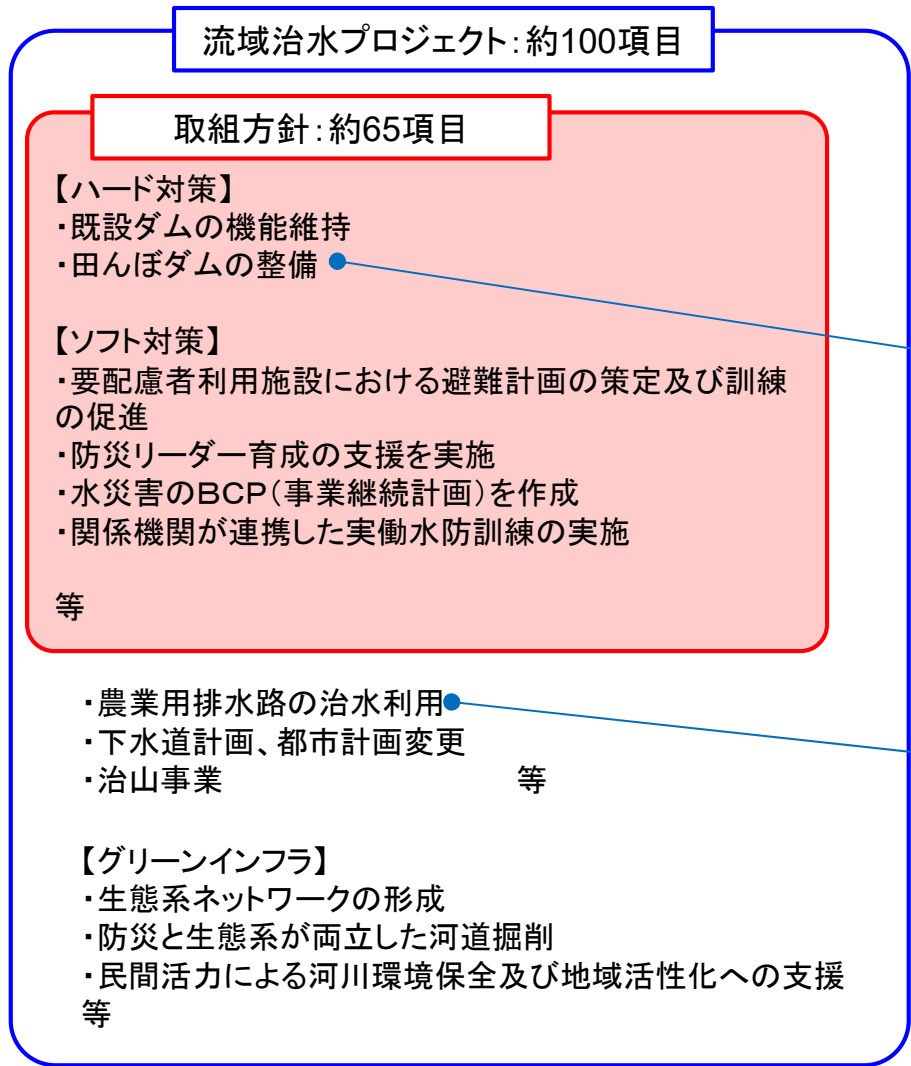 流域治水プロジェクト：約100項目
取組方針：約65項目
【ハード対策】
・既設ダムの機能維持
・田んぼダムの整備
【ソフト対策】
・要配慮者利用施設における避難計画の策定及び訓練
の促進
・防災リーダー育成の支援を実施
・水災害のＢＣＰ（事業継続計画）を作成
・関係機関が連携した実働水防訓練の実施
等
・農業用排水路の治水利用
・下水道計画、都市計画変更
・治山事業　等
【グリーンインフラ】
・生態系ネットワークの形成
・防災と生態系が両立した河道掘削
・民間活力による河川環境保全及び地域活性化への支援
等